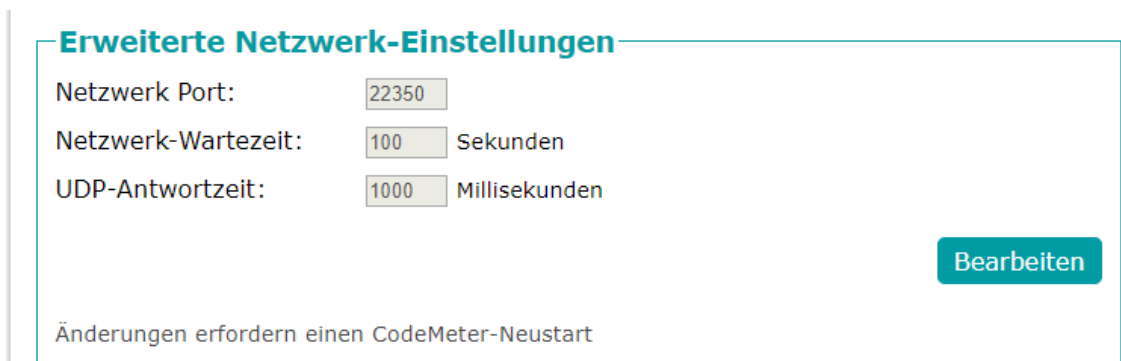 Erweiterte Netzwerk-Einstellungen
Netzwerk Port: 22350
Netzwerk-Wartezeit: 100 Sekunden
UDP-Antwortzeit: 1000 Millisekunden
Bearbeiten
Änderungen erfordern einen CodeMeter-Neustart